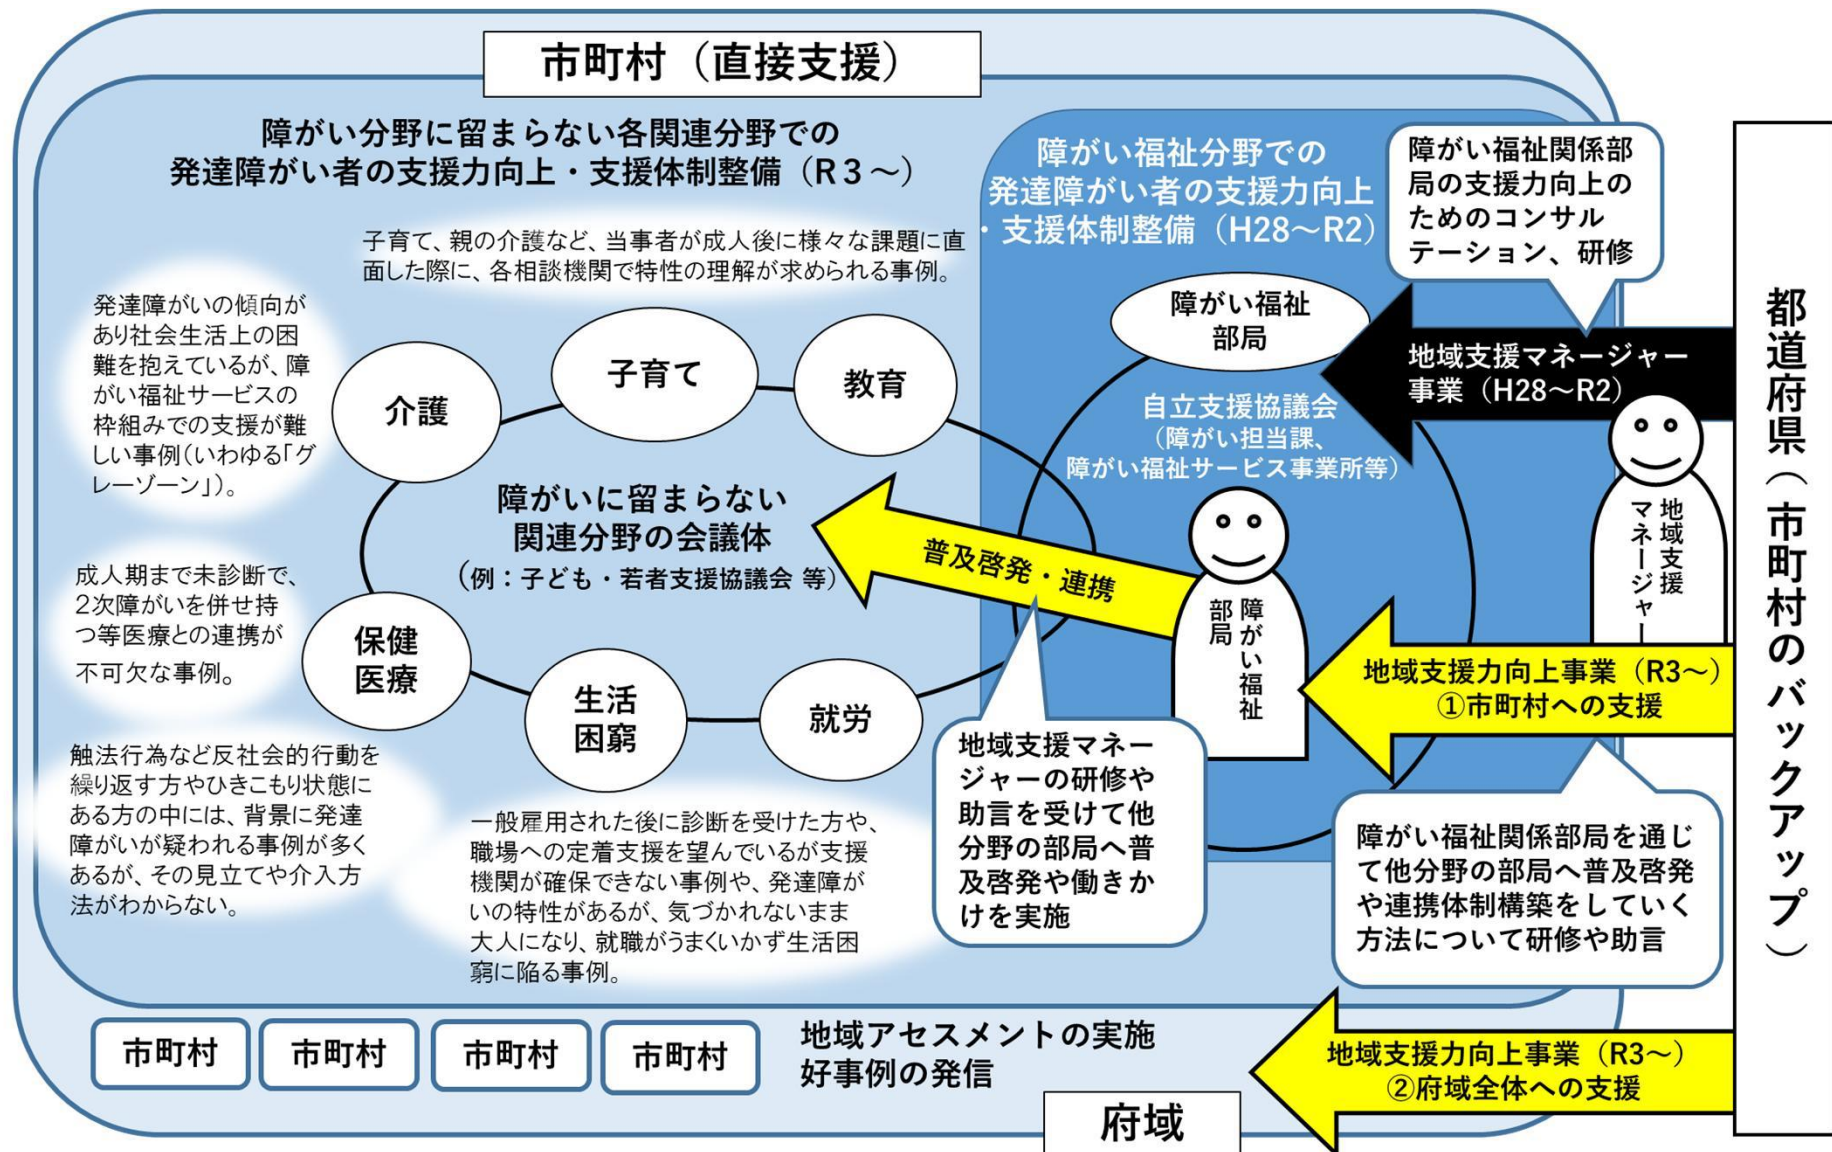 市町村（直接支援）
障がい分野に留まらない各関連分野での
発達障がい者の支援力向上・支援体制整備（R３～）
子育て、親の介護など、当事者が成人後に様々な課題に直
面した際に、各相談機関で特性の理解が求められる事例。
発達障がいの傾向が
あり社会生活上の困
難を抱えているが、障
がい福祉サービスの
枠組みでの支援が難
しい事例（いわゆる「グ
レーゾーン」）。
介護
子育て
教育
障がいに留まらない
関連分野の会議体
（例：子ども・若者支援協議会 等）
成人期まで未診断で、
２次障がいを併せ持
つ等医療との連携が
不可欠な事例。
保健
医療
生活
困窮
就労
触法行為など反社会的行動を
繰り返す方やひきこもり状態に
ある方の中には、背景に発達
障がいが疑われる事例が多く
あるが、その見立てや介入方
法がわからない。
一般雇用された後に診断を受けた方や、
職場への定着支援を望んでいるが支援
機関が確保できない事例や、発達障が
いの特性があるが、気づかれないまま
大人になり、就職がうまくいかず生活困
窮に陥る事例。
障がい福祉分野での
発達障がい者の支援力向上
・支援体制整備（H28～R2）
障がい福祉
部局
自立支援協議会
（障がい担当課、
障がい福祉サービス事業所等）
普及啓発・連携
障がい福祉
部局
地域支援マネー
ジャーの研修や
助言を受けて他
分野の部局へ普
及啓発や働きか
けを実施
障がい福祉関係部
局の支援力向上の
ためのコンサル
テーション、研修
地域支援マネージャー
事業（H28～R2）
地域支援
マネージャー
地域支援力向上事業（R3～）
①市町村への支援
障がい福祉関係部局を通じ
て他分野の部局へ普及啓発
や連携体制構築をしていく
方法について研修や助言
都道府県（市町村のバックアップ）
市町村
市町村
市町村
市町村
地域アセスメントの実施
好事例の発信
地域支援力向上事業（R3～）
②府域全体への支援
府域